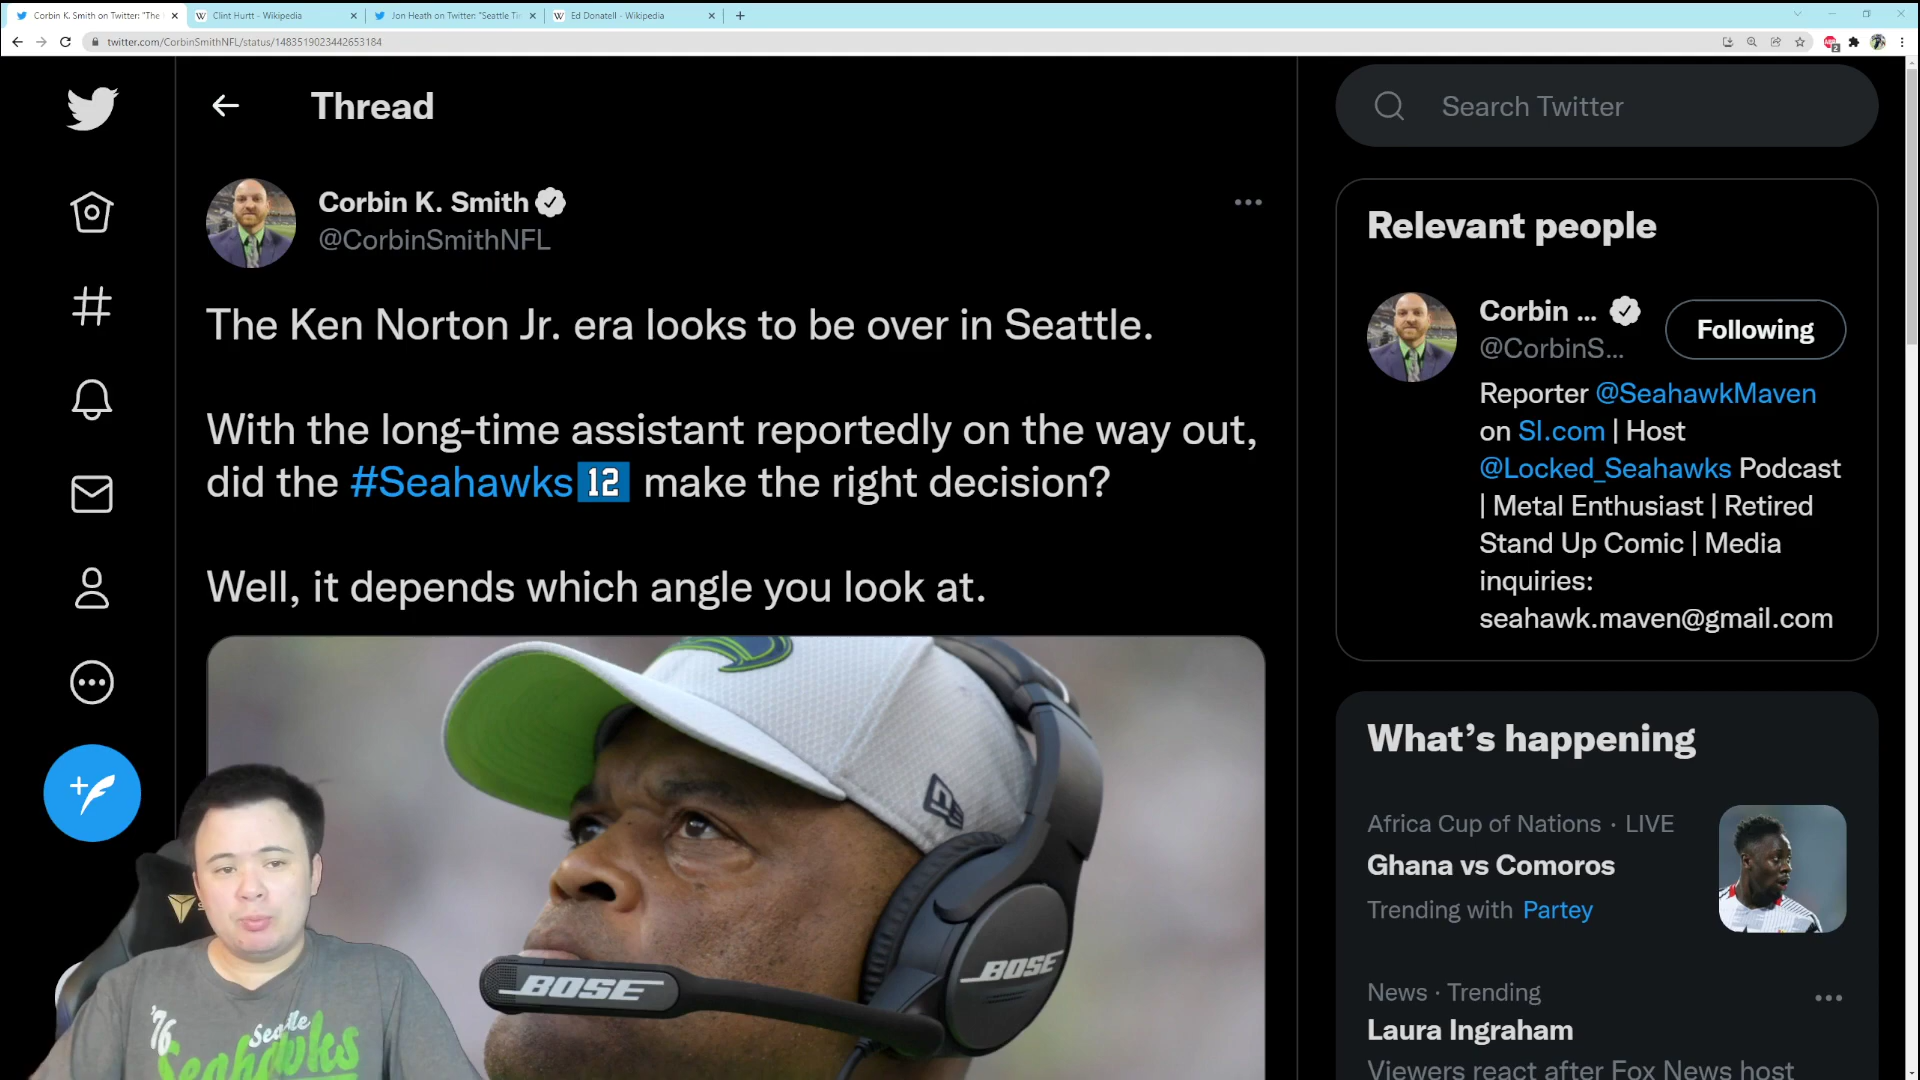 Corbin K. Smith on Twitter: "The
Clint Hurtt - Wikipedia
Jon Heath on Twitter: "Seattle Ti
Ed Donatell - Wikipedia
twitter.com/CorbinSmithNFL/status/1483519023442653184
Thread
Search Twitter
Corbin K. Smith
@CorbinSmithNFL
The Ken Norton Jr. era looks to be over in Seattle.
With the long-time assistant reportedly on the way out,
did the #Seahawks 12 make the right decision?
Well, it depends which angle you look at.
BOSE
BOSE
'76
Seattle
Seahawks
Relevant people
Corbin ...
@CorbinS...
Following
Reporter @SeahawkMaven
on SI.com | Host
@Locked_Seahawks Podcast
| Metal Enthusiast | Retired
Stand Up Comic | Media
inquiries:
seahawk.maven@gmail.com
What's happening
Africa Cup of Nations · LIVE
Ghana vs Comoros
Trending with Partey
News · Trending
Laura Ingraham
Viewers react after Fox News host